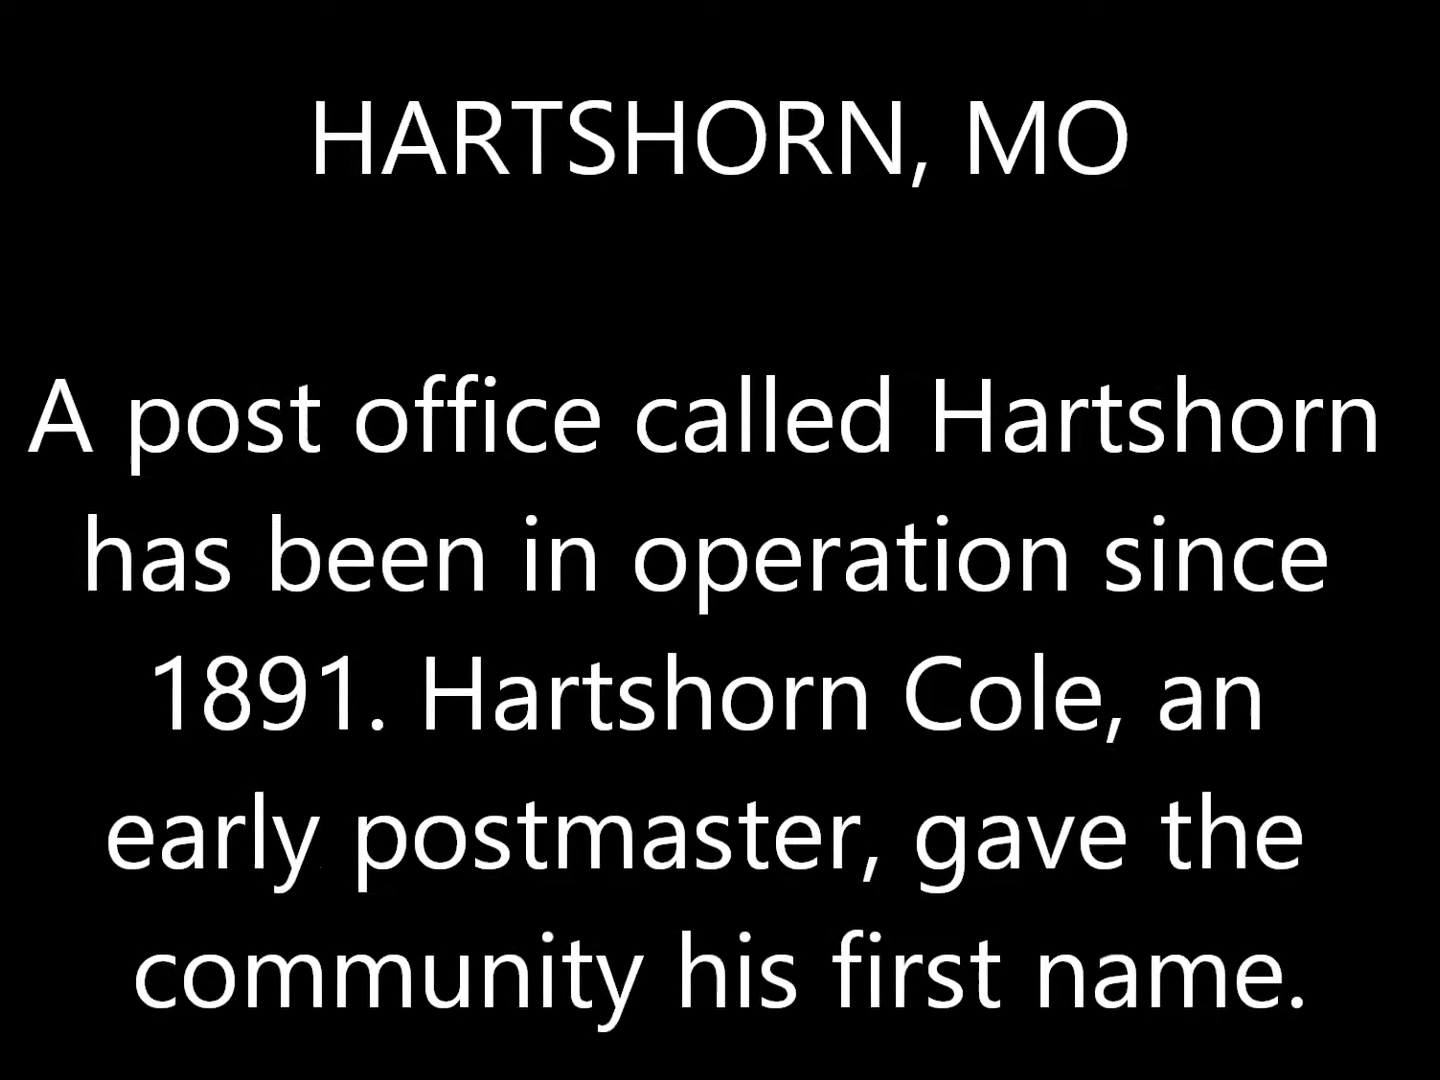 HARTSHORN, MO
A post office called Hartshorn
has been in operation since
1891. Hartshorn Cole, an
early postmaster, gave the
community his first name.